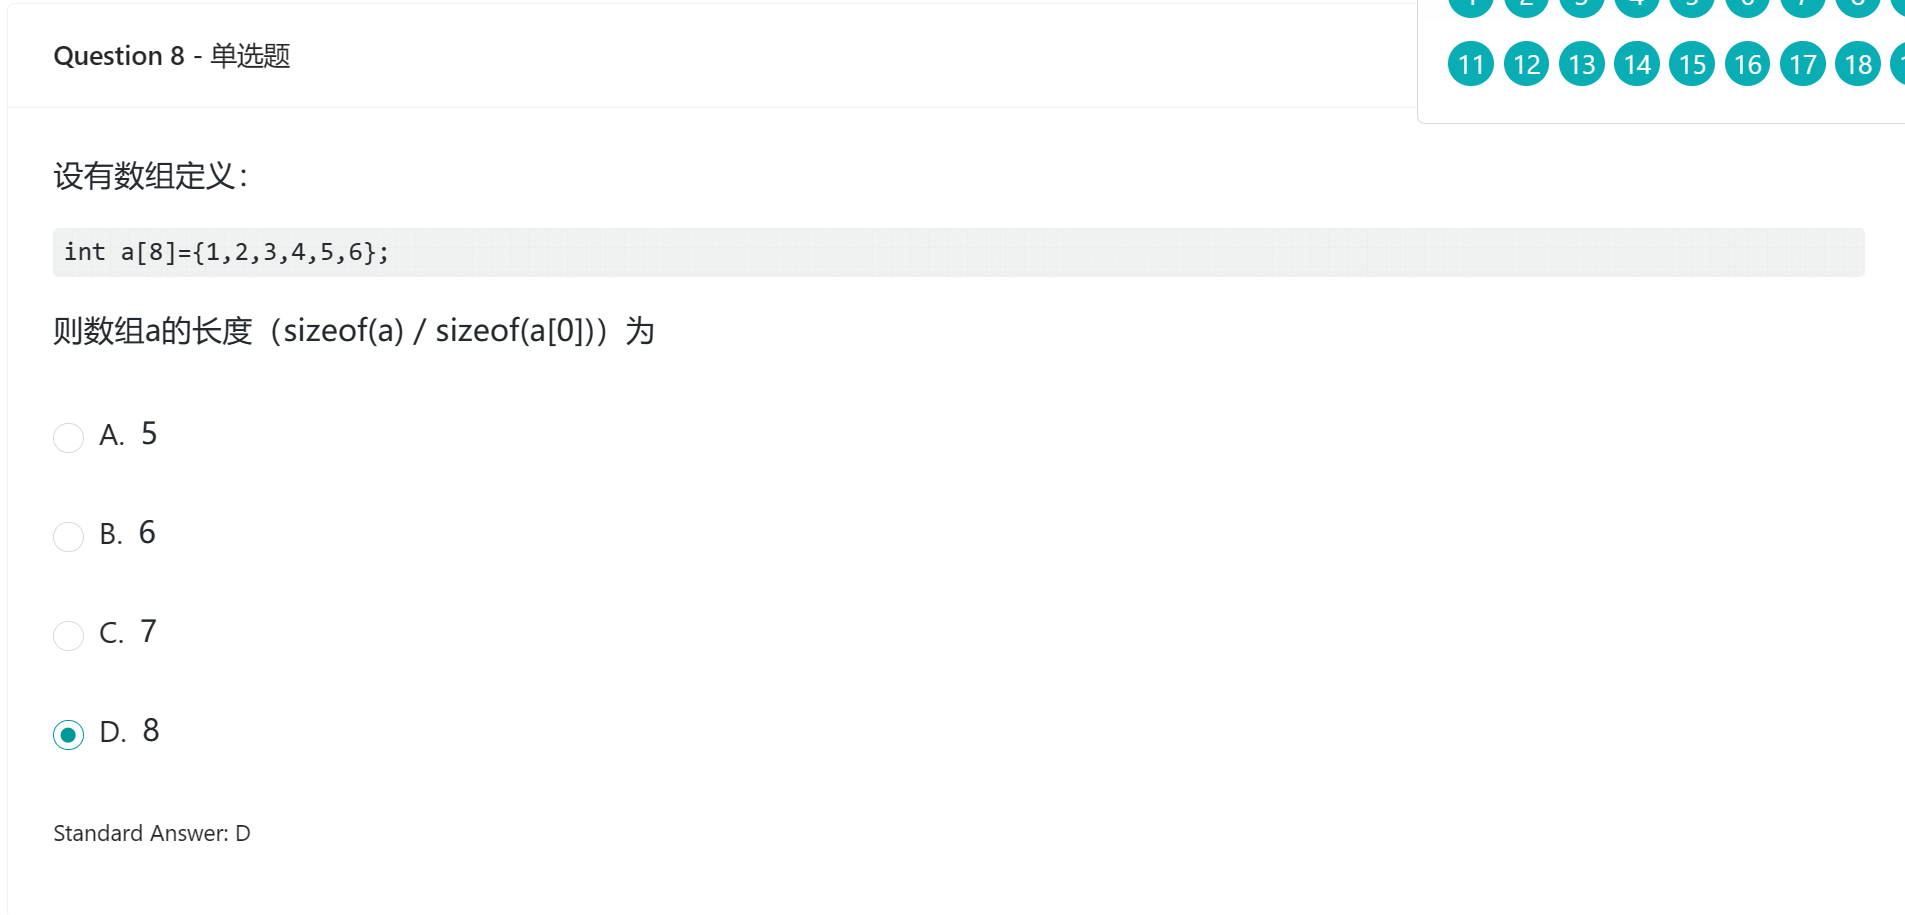 Question 8 - 单选题
11 12 13 14 15 16 17 18
设有数组定义：
int a[8]={1,2,3,4,5,6};
则数组a的长度（sizeof(a) / sizeof(a[0])）为
A. 5
B. 6
C. 7
D. 8
Standard Answer: D